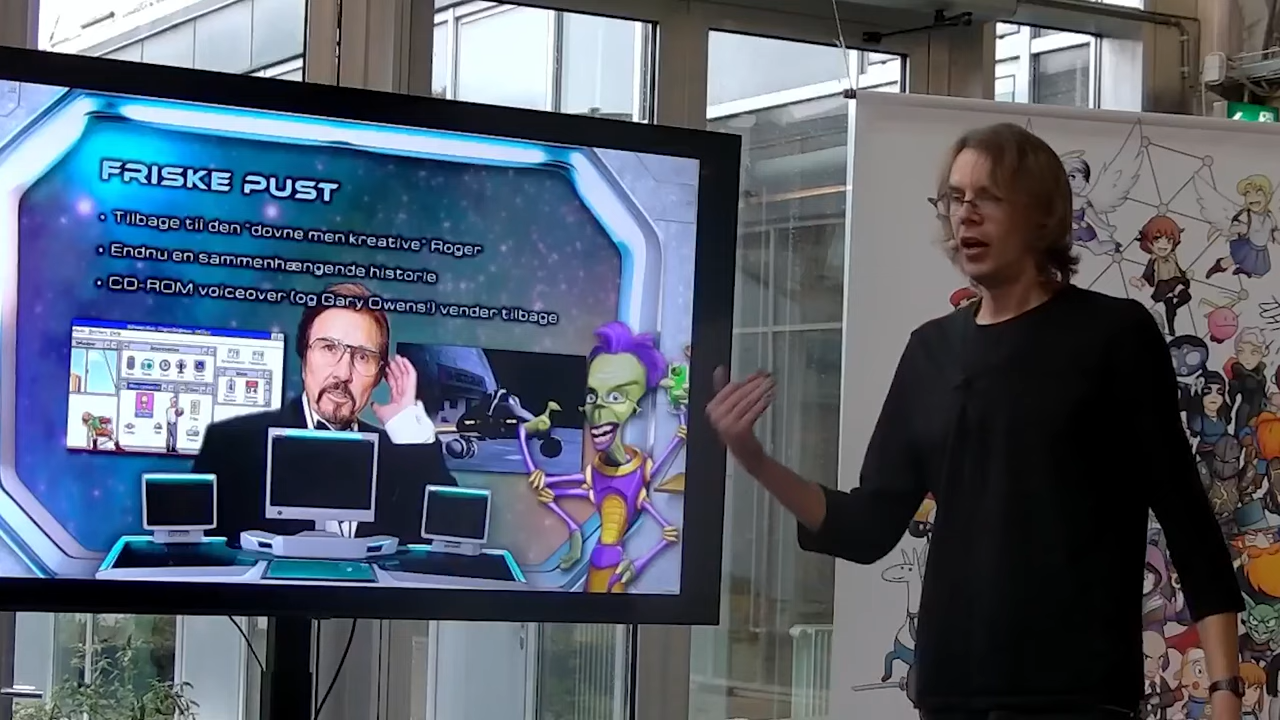 FRISKE PUST
• Tilbage til den "dovne men kreative" Roger
• Endnu en sammenhængende historie
• CD-ROM voiceover (og Gary Owens!) vender tilbage